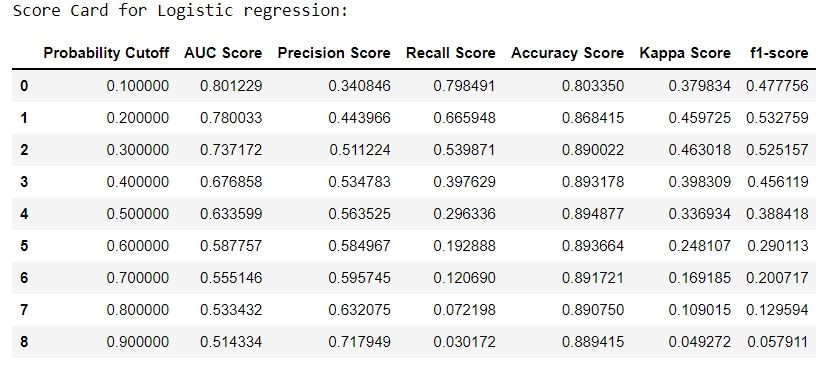 Score Card for Logistic regression:
Probability Cutoff AUC Score Precision Score Recall Score Accuracy Score Kappa Score f1-score
0 0.100000 0.801229 0.340846 0.798491 0.803350 0.379834 0.477756
1 0.200000 0.780033 0.443966 0.665948 0.868415 0.459725 0.532759
2 0.300000 0.737172 0.511224 0.539871 0.890022 0.463018 0.525157
3 0.400000 0.676858 0.534783 0.397629 0.893178 0.398309 0.456119
4 0.500000 0.633599 0.563525 0.296336 0.894877 0.336934 0.388418
5 0.600000 0.587757 0.584967 0.192888 0.893664 0.248107 0.290113
6 0.700000 0.555146 0.595745 0.120690 0.891721 0.169185 0.200717
7 0.800000 0.533432 0.632075 0.072198 0.890750 0.109015 0.129594
8 0.900000 0.514334 0.717949 0.030172 0.889415 0.049272 0.057911